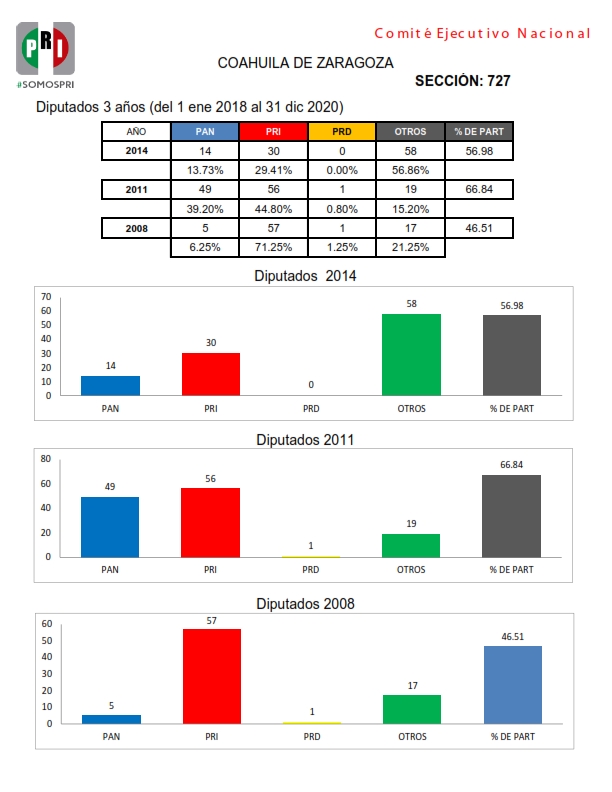 PRI
#SOMOSPRI
Comité Ejecutivo Nacional
COAHUILA DE ZARAGOZA
SECCIÓN: 727
Diputados 3 años (del 1 ene 2018 al 31 dic 2020)
AÑO PAN PRI PRD OTROS % DE PART
2014 14 30 0 58 56.98
13.73% 29.41% 0.00% 56.86%
2011 49 56 1 19 66.84
39.20% 44.80% 0.80% 15.20%
2008 5 57 1 17 46.51
6.25% 71.25% 1.25% 21.25%
Diputados 2014
70
60
50
40
30
20
10
0
14 30 0 58 56.98
PAN PRI PRD OTROS % DE PART
Diputados 2011
80
60
40
20
0
49 56 1 19 66.84
PAN PRI PRD OTROS % DE PART
Diputados 2008
60
50
40
30
20
10
0
5 57 1 17 46.51
PAN PRI PRD OTROS % DE PART